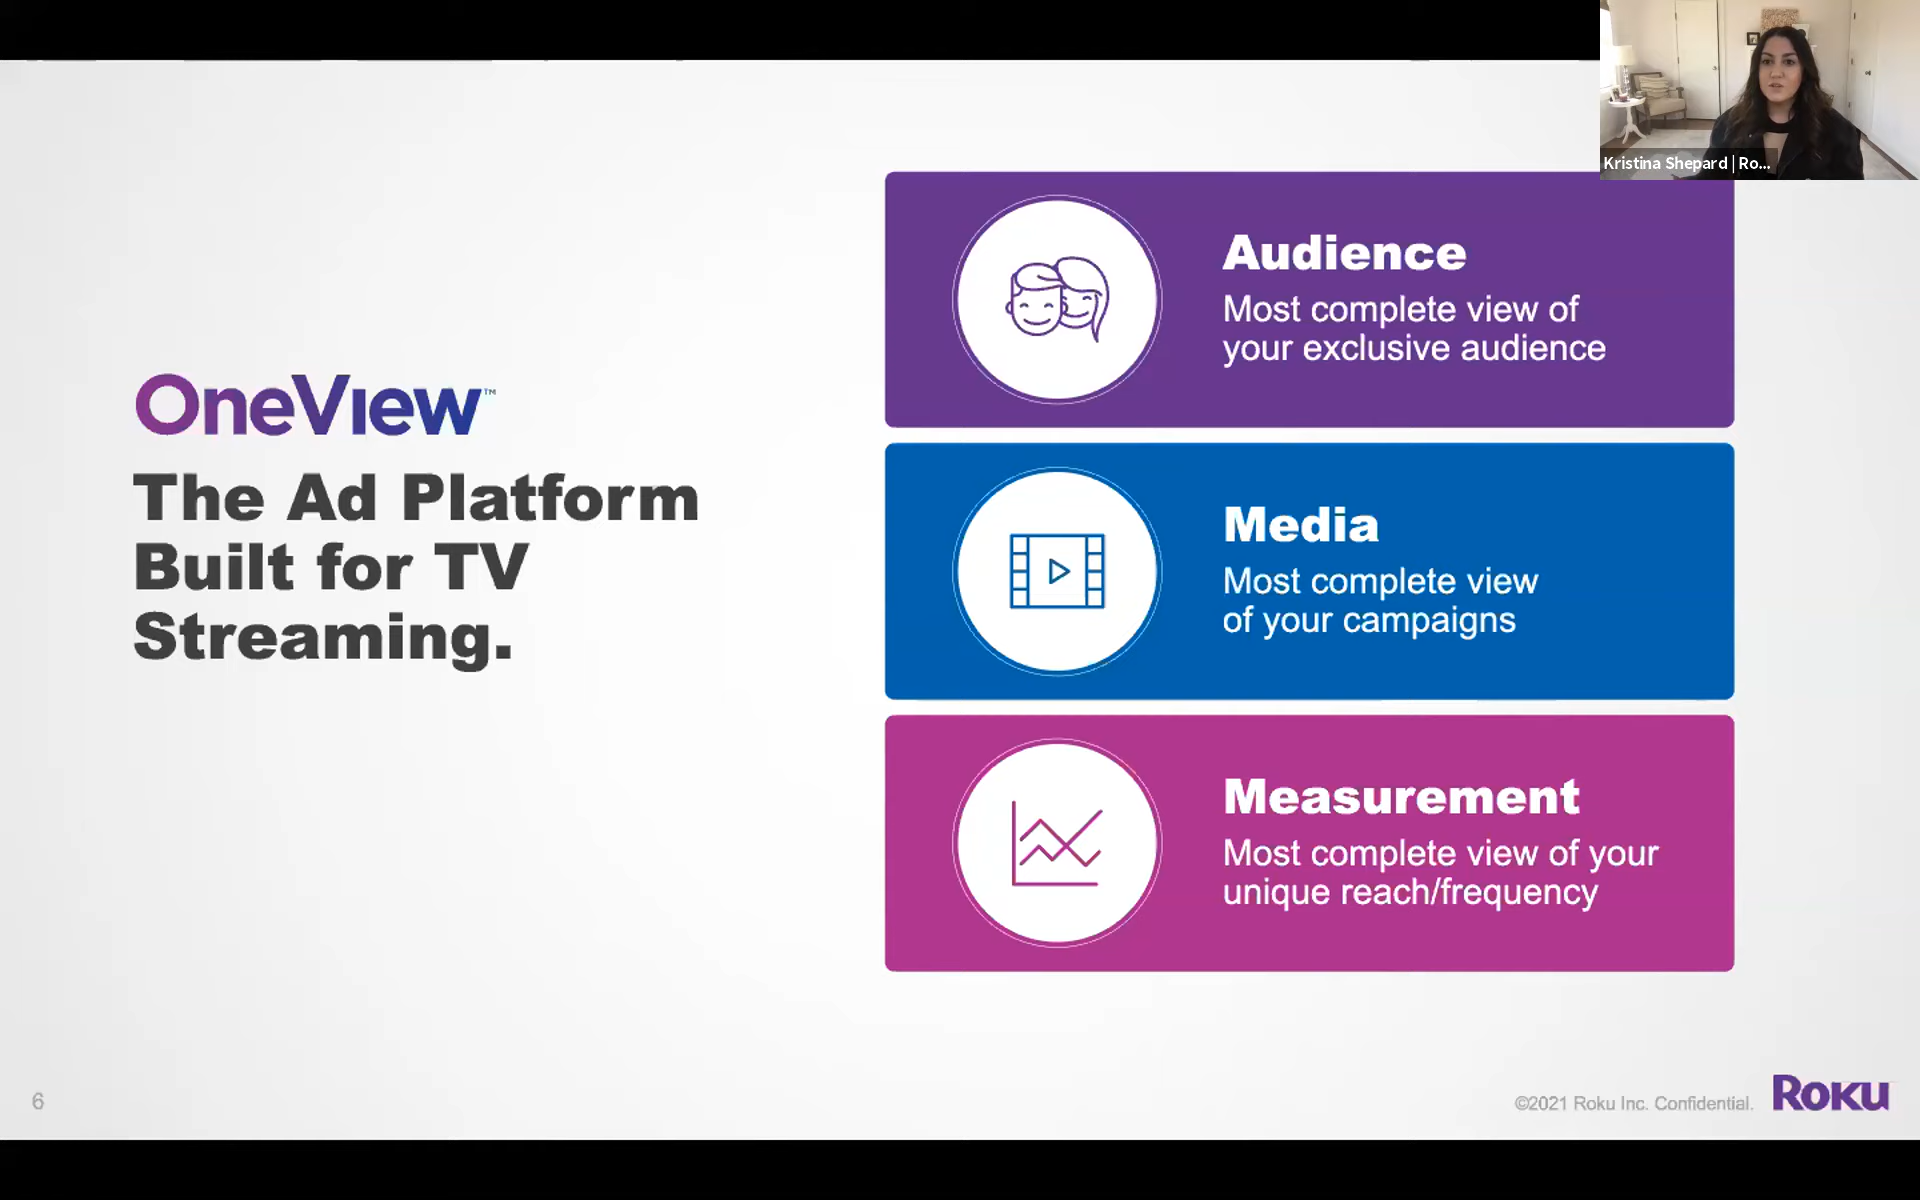 Kristina Shepard | Ro...
OneView™
The Ad Platform
Built for TV
Streaming.
Audience
Most complete view of
your exclusive audience
Media
Most complete view
of your campaigns
Measurement
Most complete view of your
unique reach/frequency
6
©2021 Roku Inc. Confidential.
Roku